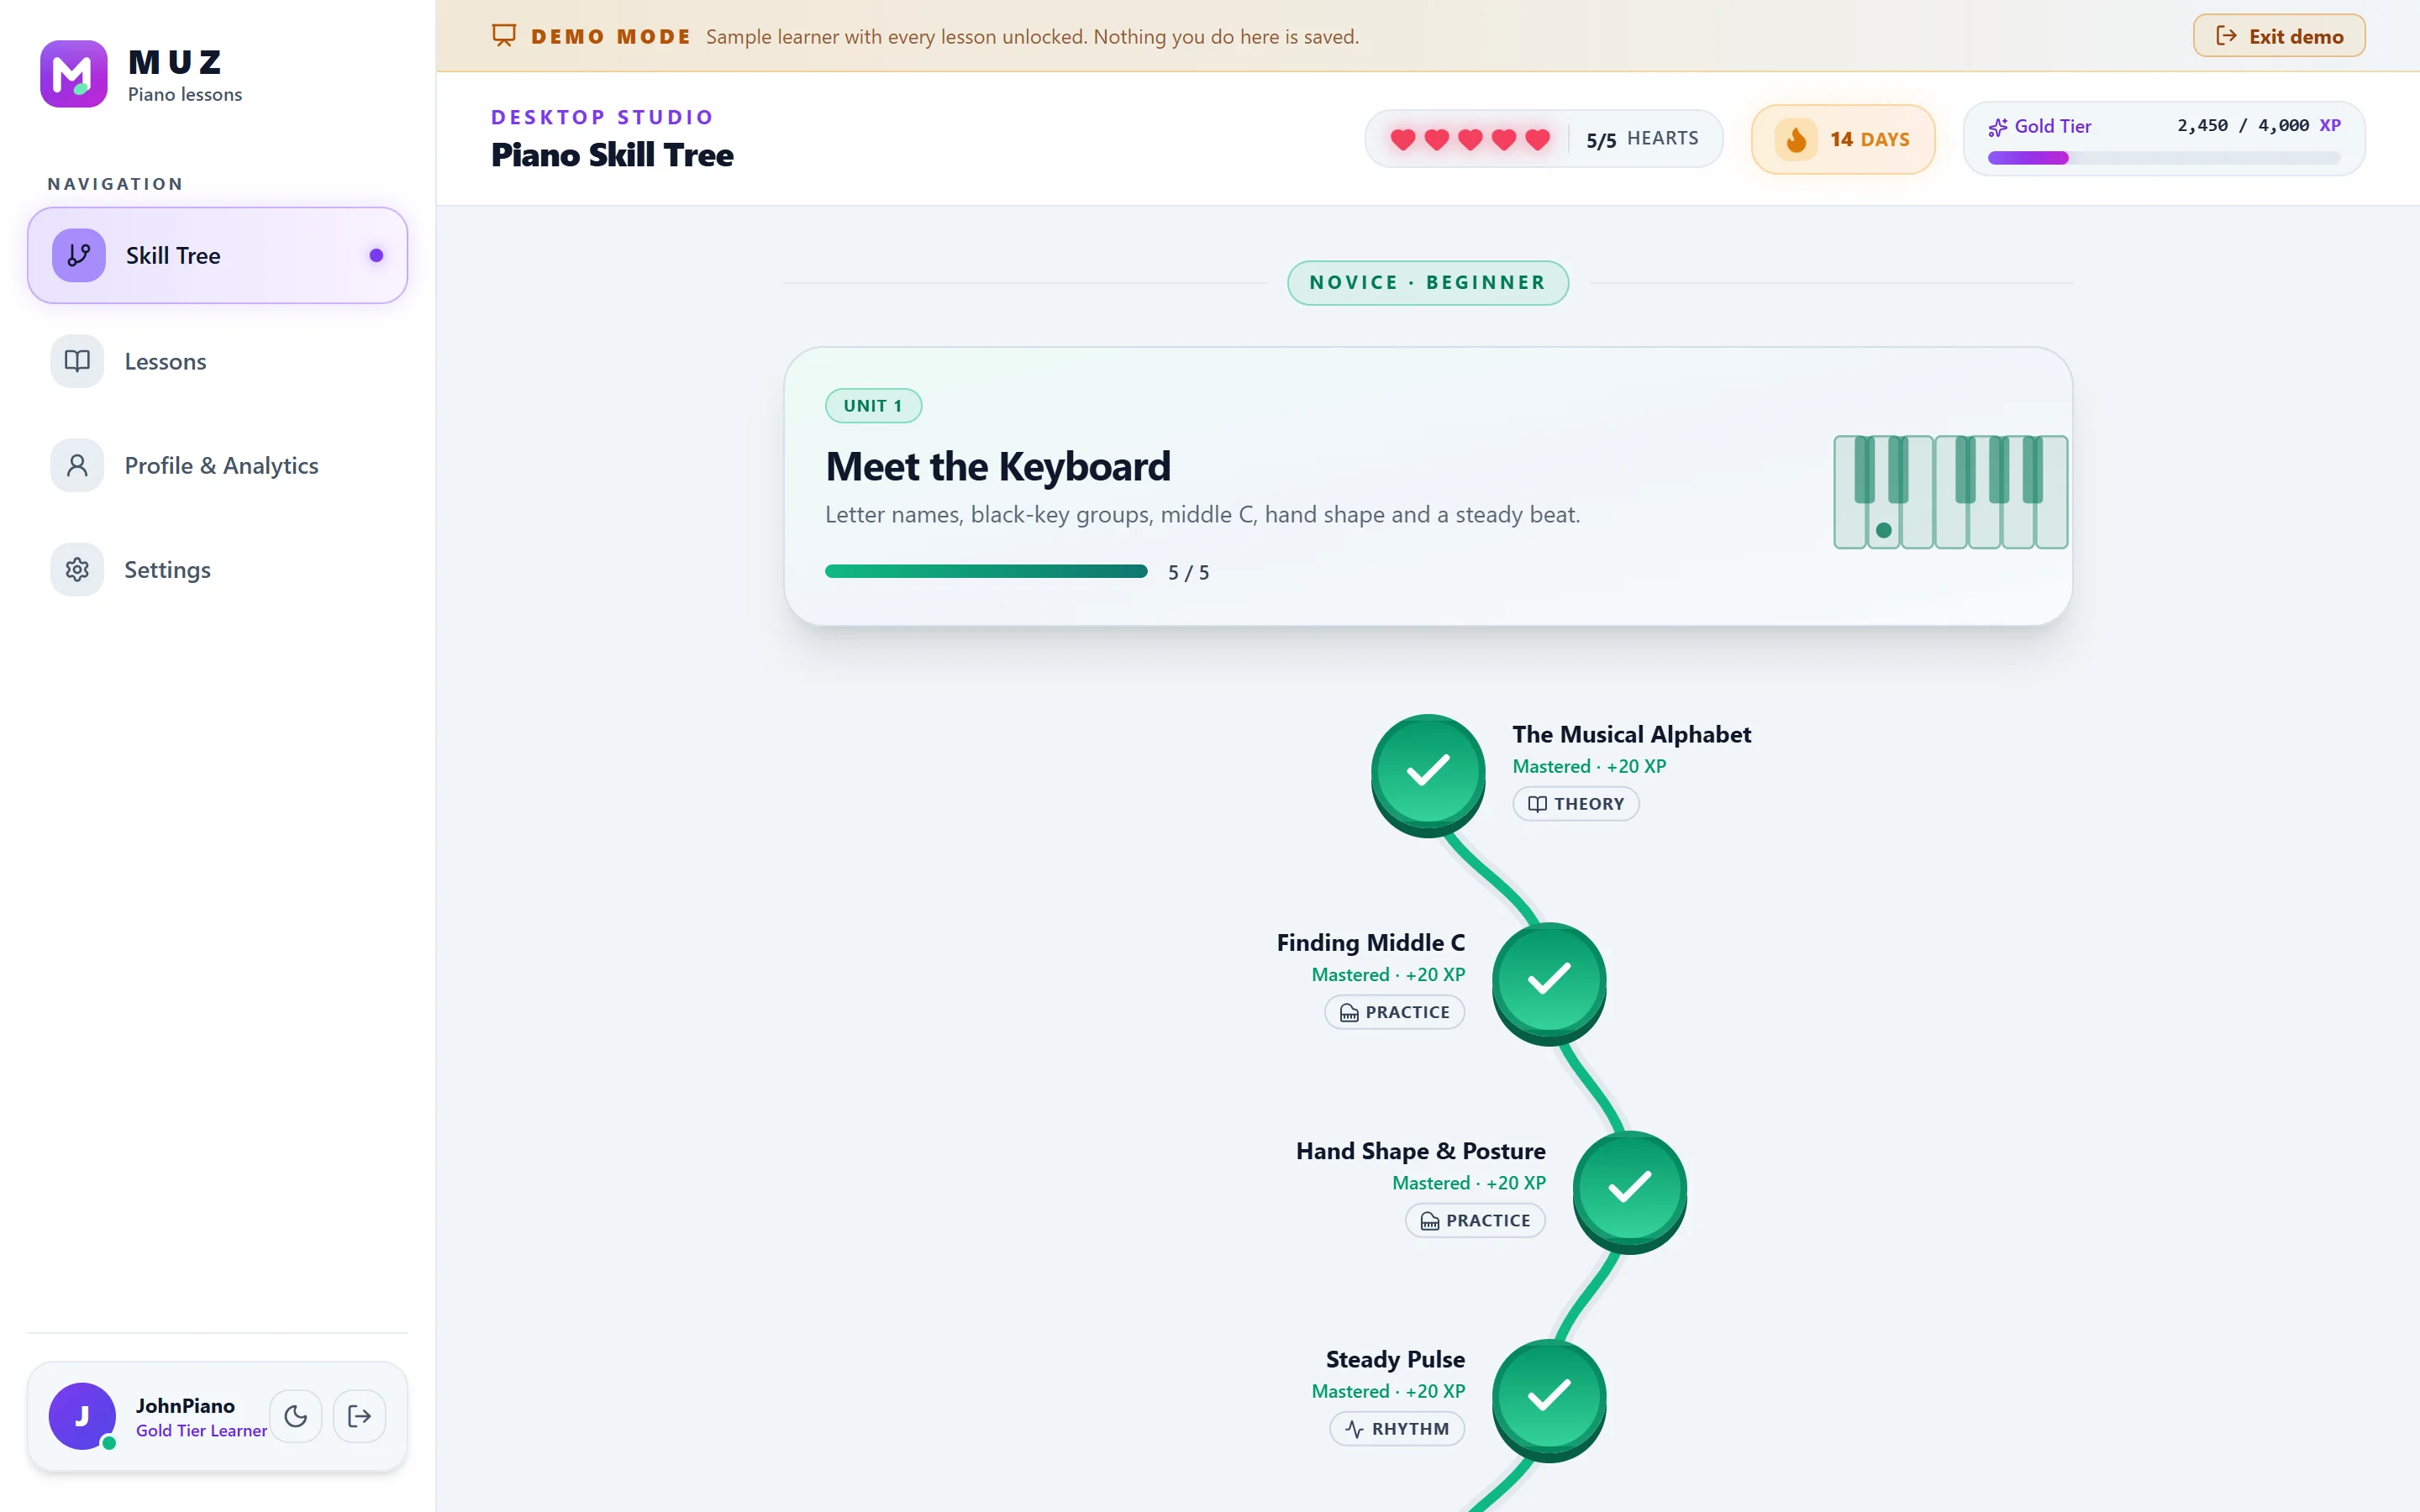 MUZ
Piano lessons
NAVIGATION
Skill Tree
Lessons
Profile & Analytics
Settings
J
JohnPiano
Gold Tier Learner
DEMO MODE Sample learner with every lesson unlocked. Nothing you do here is saved.
Exit demo
DESKTOP STUDIO
Piano Skill Tree
5/5 HEARTS
14 DAYS
Gold Tier 2,450 / 4,000 XP
NOVICE · BEGINNER
UNIT 1
Meet the Keyboard
Letter names, black-key groups, middle C, hand shape and a steady beat.
5 / 5
The Musical Alphabet
Mastered · +20 XP
THEORY
Finding Middle C
Mastered · +20 XP
PRACTICE
Hand Shape & Posture
Mastered · +20 XP
PRACTICE
Steady Pulse
Mastered · +20 XP
RHYTHM